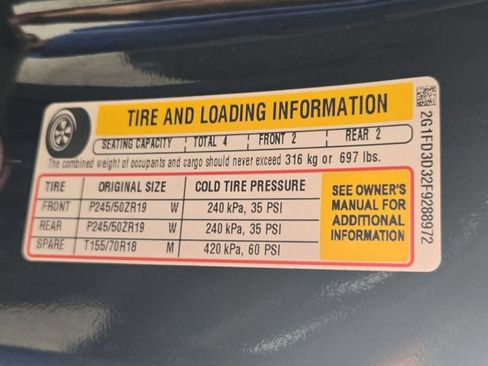 TIRE AND LOADING INFORMATION
SEATING CAPACITY TOTAL 4 FRONT 2 REAR 2
The combined weight of occupants and cargo should never exceed 316 kg or 697 lbs.
TIRE ORIGINAL SIZE COLD TIRE PRESSURE
FRONT P245/50ZR19 W 240 kPa, 35 PSI
REAR P245/50ZR19 W 240 kPa, 35 PSI
SPARE T155/70R18 M 420 kPa, 60 PSI
SEE OWNER'S
MANUAL FOR
ADDITIONAL
INFORMATION
2G1FD3D32F9288972